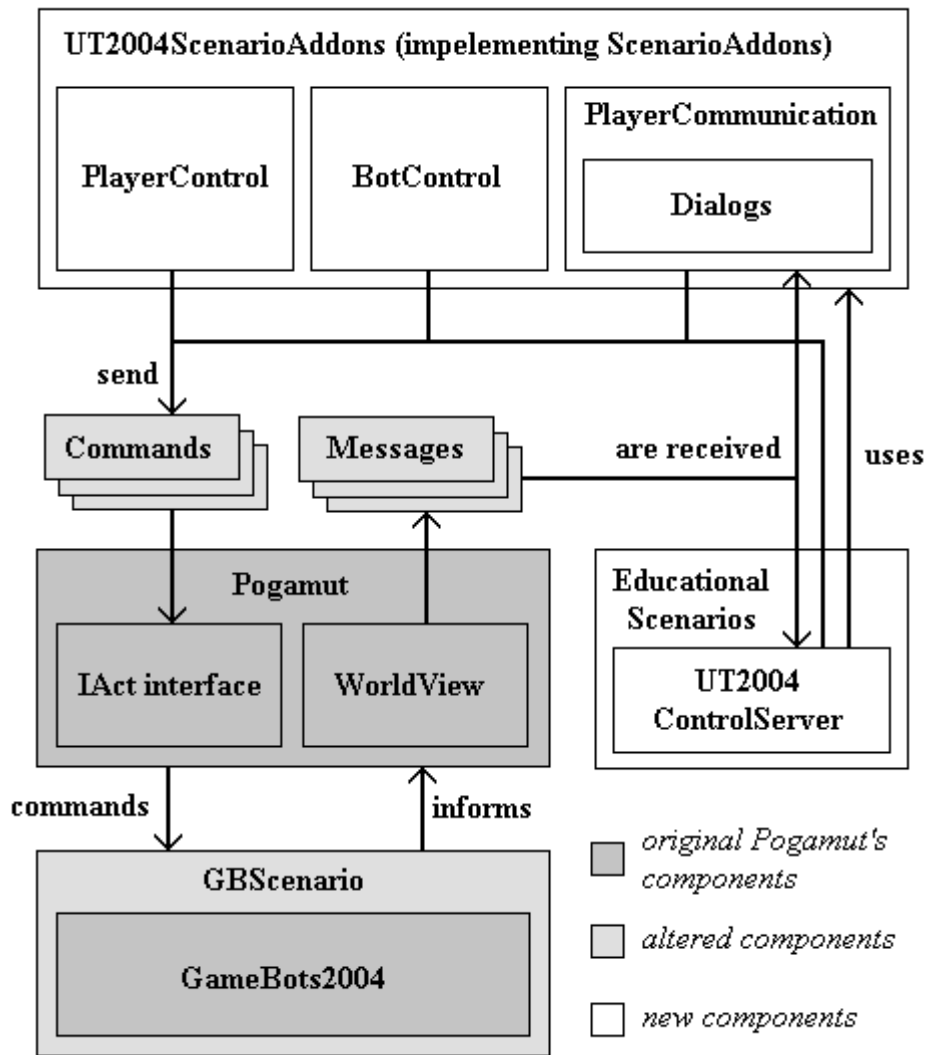 UT2004ScenarioAddons (impelementing ScenarioAddons)
PlayerControl
BotControl
PlayerCommunication
Dialogs
send
Commands
Messages
are received
uses
Pogamut
IAct interface
WorldView
Educational
Scenarios
UT2004
ControlServer
commands
informs
GBScenario
GameBots2004
original Pogamut's
components
altered components
new components